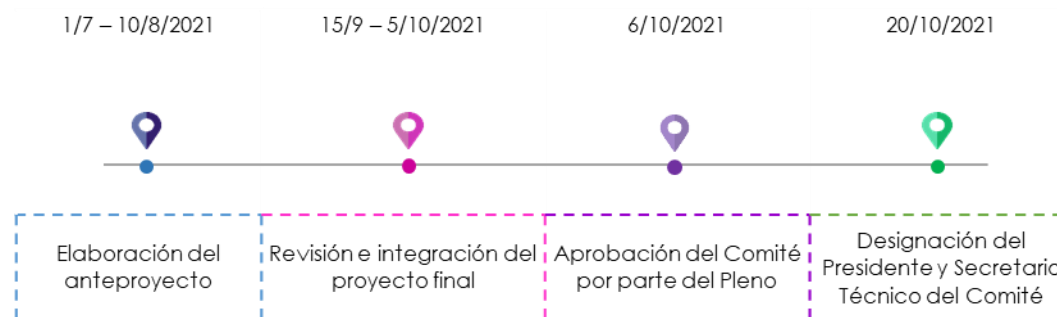 1/7 – 10/8/2021
15/9 – 5/10/2021
6/10/2021
20/10/2021
Elaboración del
anteproyecto
Revisión e integración del
proyecto final
Aprobación del Comité
por parte del Pleno
Designación del
Presidente y Secretario
Técnico del Comité